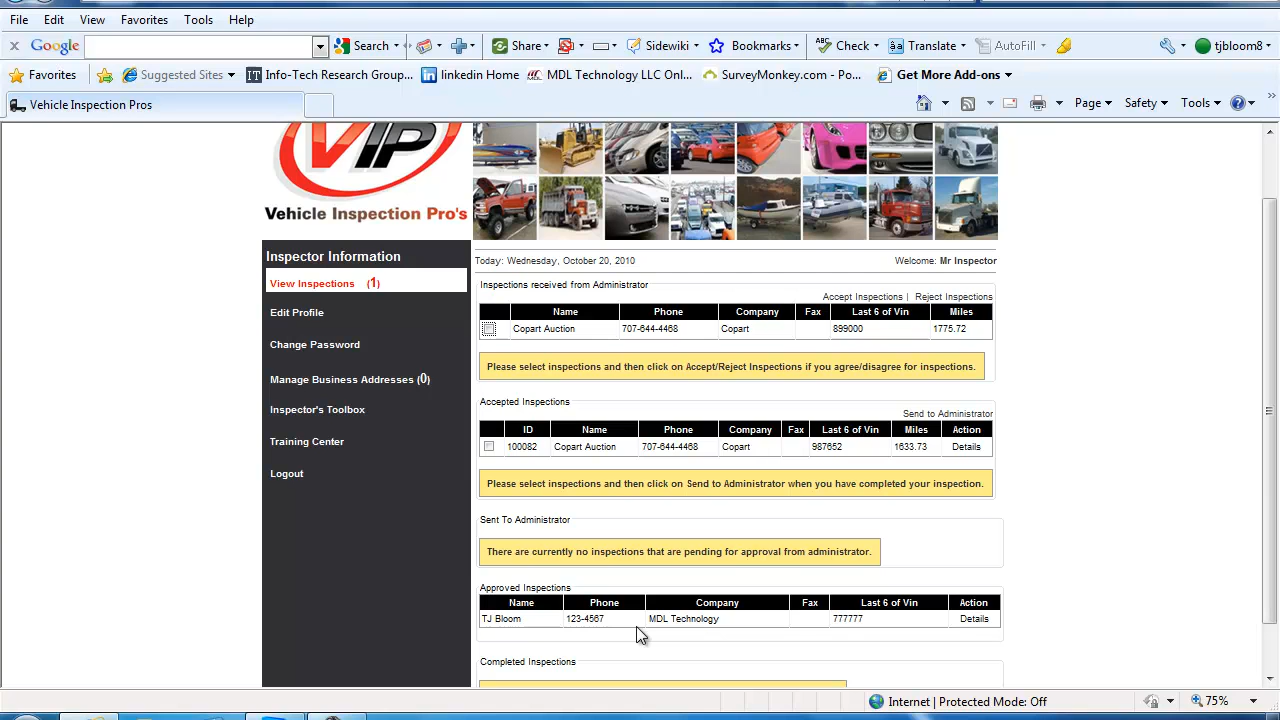 File Edit View Favorites Tools Help
Google Search Share Sidewiki Bookmarks Check Translate AutoFill tjbloom8
Favorites Suggested Sites IT Info-Tech Research Group... linkedin Home MDL Technology LLC Onl... SurveyMonkey.com - Po... Get More Add-ons
Vehicle Inspection Pros Page Safety Tools
VIP
Vehicle Inspection Pro's
Inspector Information
View Inspections (1)
Edit Profile
Change Password
Manage Business Addresses (0)
Inspector's Toolbox
Training Center
Logout
Today: Wednesday, October 20, 2010 Welcome: Mr Inspector
Inspections received from Administrator
Accept Inspections | Reject Inspections
Name Phone Company Fax Last 6 of Vin Miles
Copart Auction 707-644-4468 Copart 899000 1775.72
Please select inspections and then click on Accept/Reject Inspections if you agree/disagree for inspections.
Accepted Inspections
Send to Administrator
ID Name Phone Company Fax Last 6 of Vin Miles Action
100082 Copart Auction 707-644-4468 Copart 987652 1633.73 Details
Please select inspections and then click on Send to Administrator when you have completed your inspection.
Sent To Administrator
There are currently no inspections that are pending for approval from administrator.
Approved Inspections
Name Phone Company Fax Last 6 of Vin Action
TJ Bloom 123-4567 MDL Technology 777777 Details
Completed Inspections
Internet | Protected Mode: Off 75%